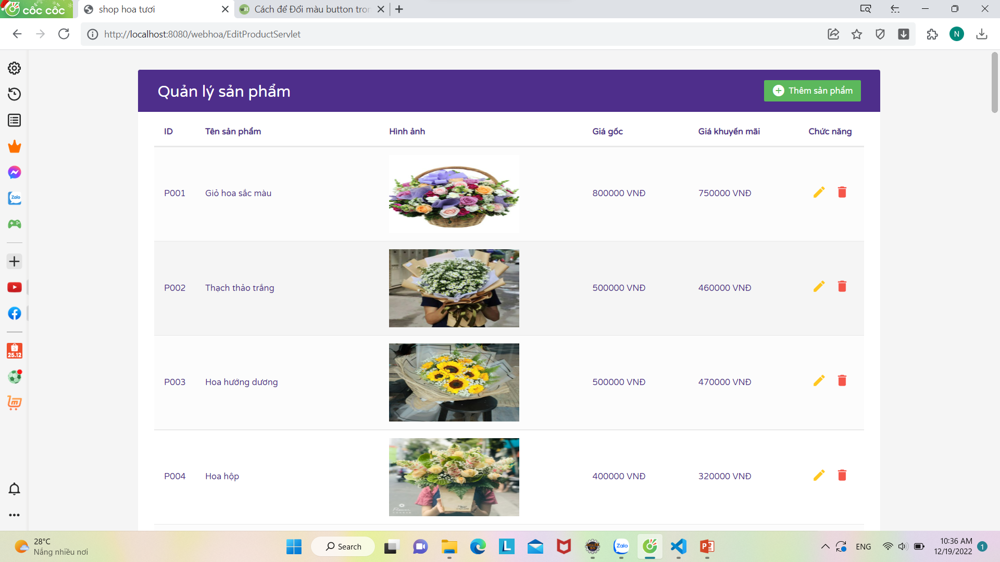 cốc cốc
shop hoa tươi
Cách để Đổi màu button tron
http://localhost:8080/webhoa/EditProductServlet
N
Quản lý sản phẩm
Thêm sản phẩm
ID Tên sản phẩm Hình ảnh Giá gốc Giá khuyến mãi Chức năng
P001 Giỏ hoa sắc màu 800000 VNĐ 750000 VNĐ
P002 Thạch thảo trắng 500000 VNĐ 460000 VNĐ
P003 Hoa hướng dương 500000 VNĐ 470000 VNĐ
P004 Hoa hộp 400000 VNĐ 320000 VNĐ
Zalo
25.12
28°C
Nắng nhiều nơi
Search
Zalo
ENG
10:36 AM
12/19/2022
1